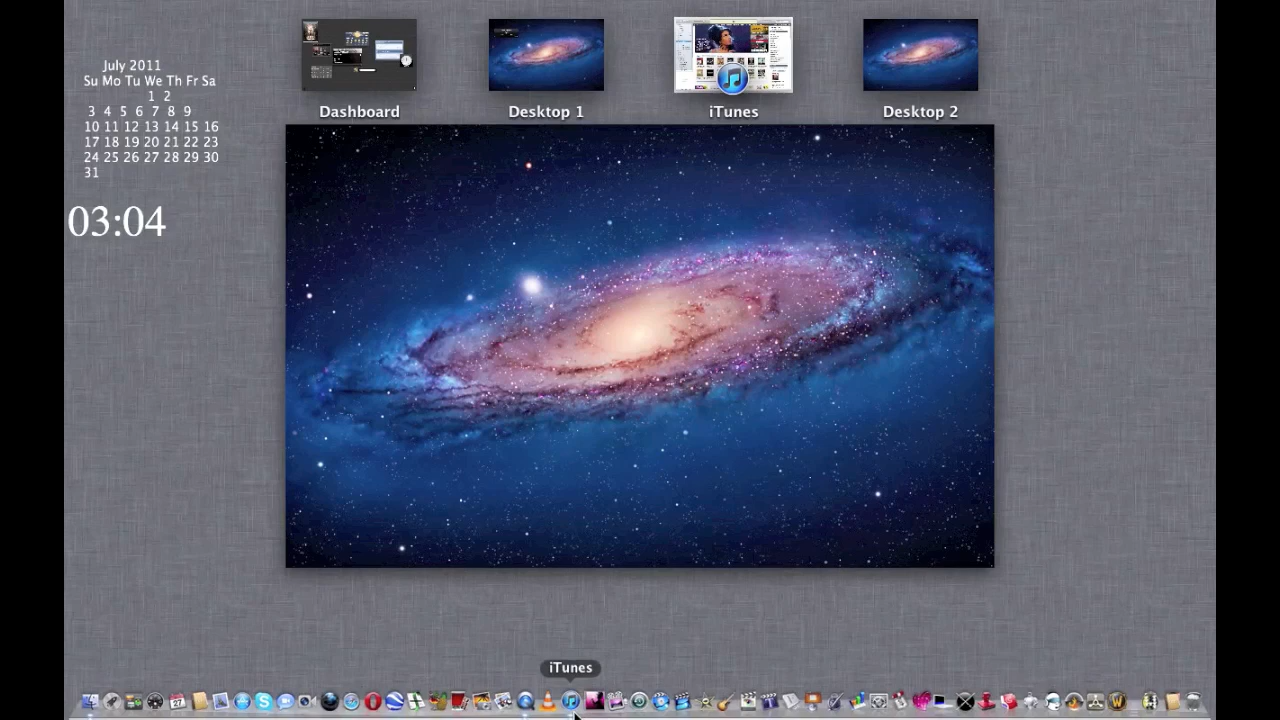 Dashboard
Desktop 1
iTunes
Desktop 2
July 2011
Su Mo Tu We Th Fr Sa
1 2
3 4 5 6 7 8 9
10 11 12 13 14 15 16
17 18 19 20 21 22 23
24 25 26 27 28 29 30
31
03:04
iTunes